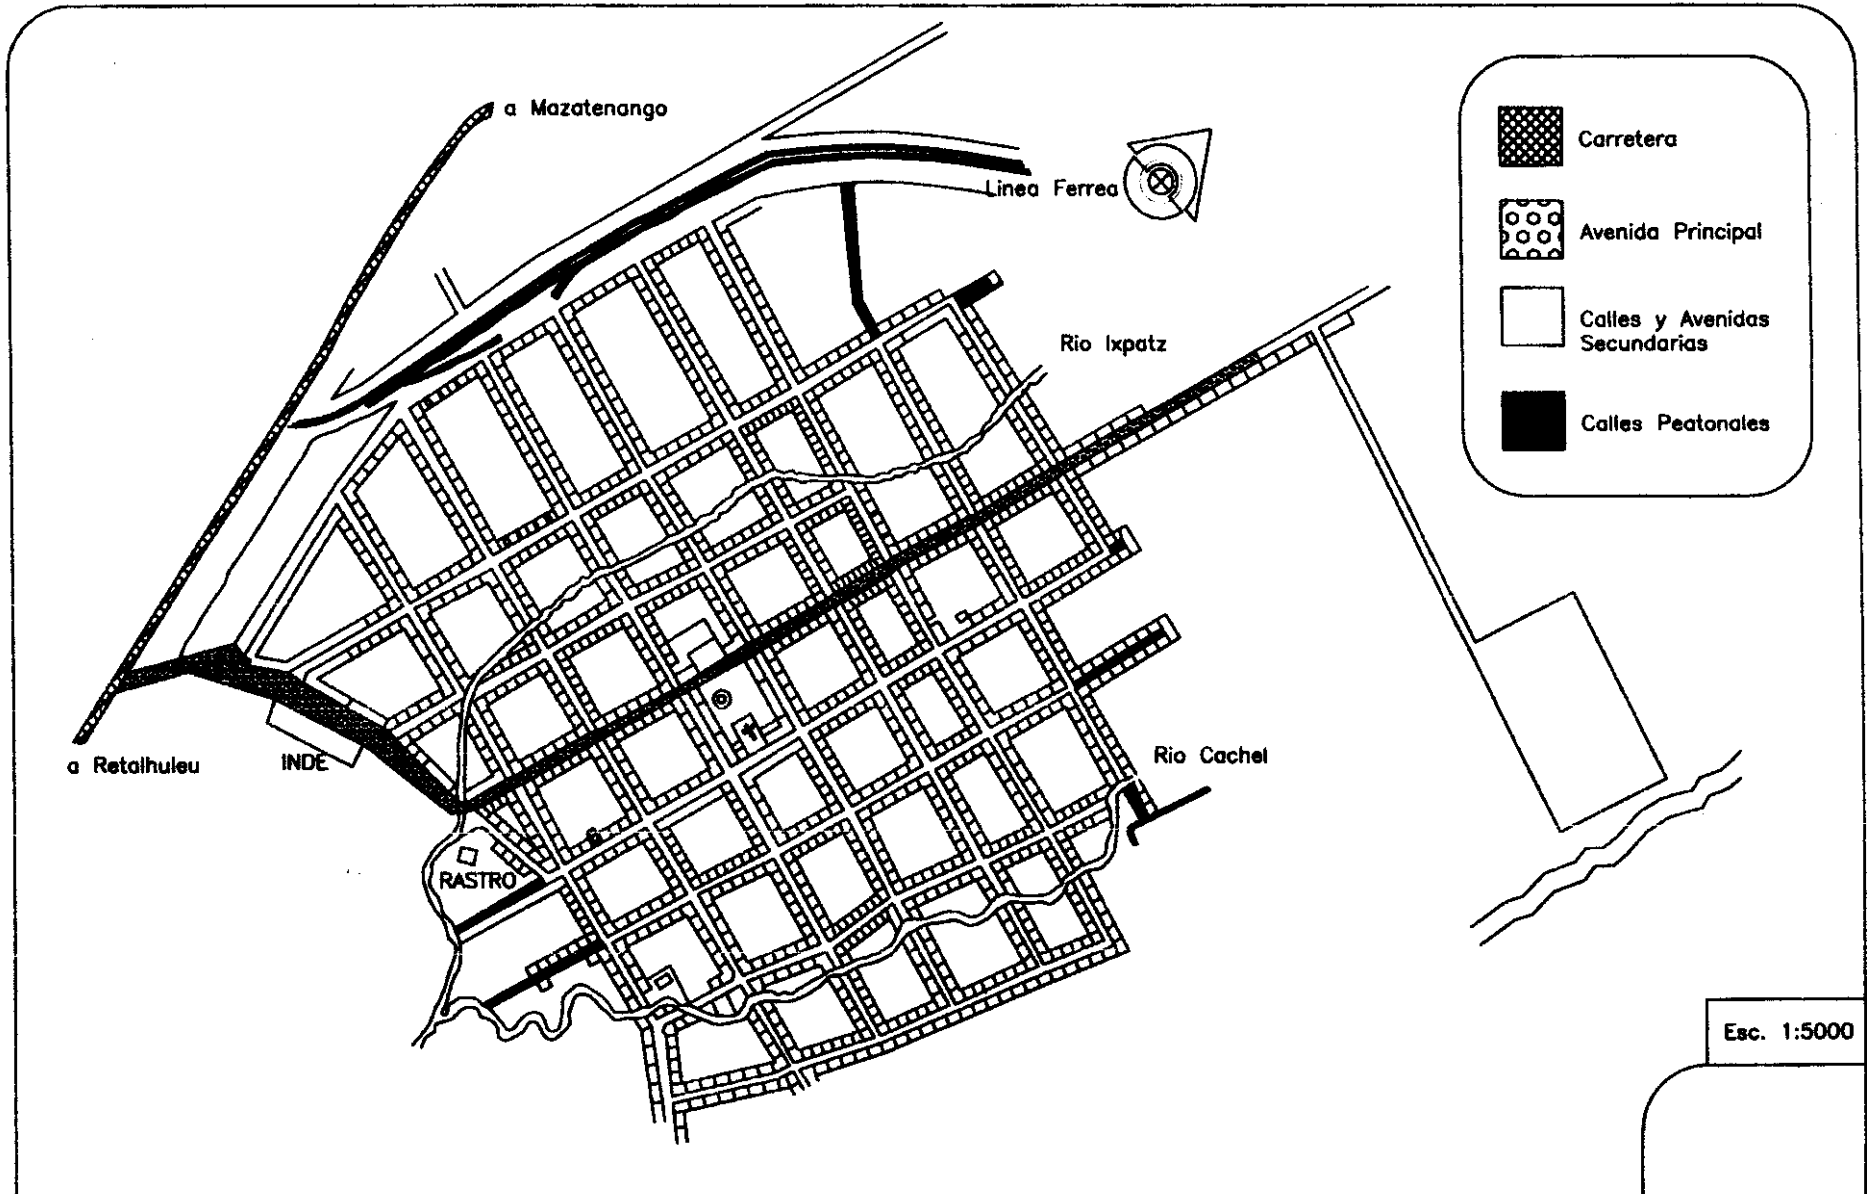 a Mazatenango
Carretera
Linea Ferrea
Avenida Principal
Calles y Avenidas
Secundarias
Rio Ixpatz
Calles Peatonales
Rio Cachel
a Retalhuleu
INDE
RASTRO
Esc. 1:5000